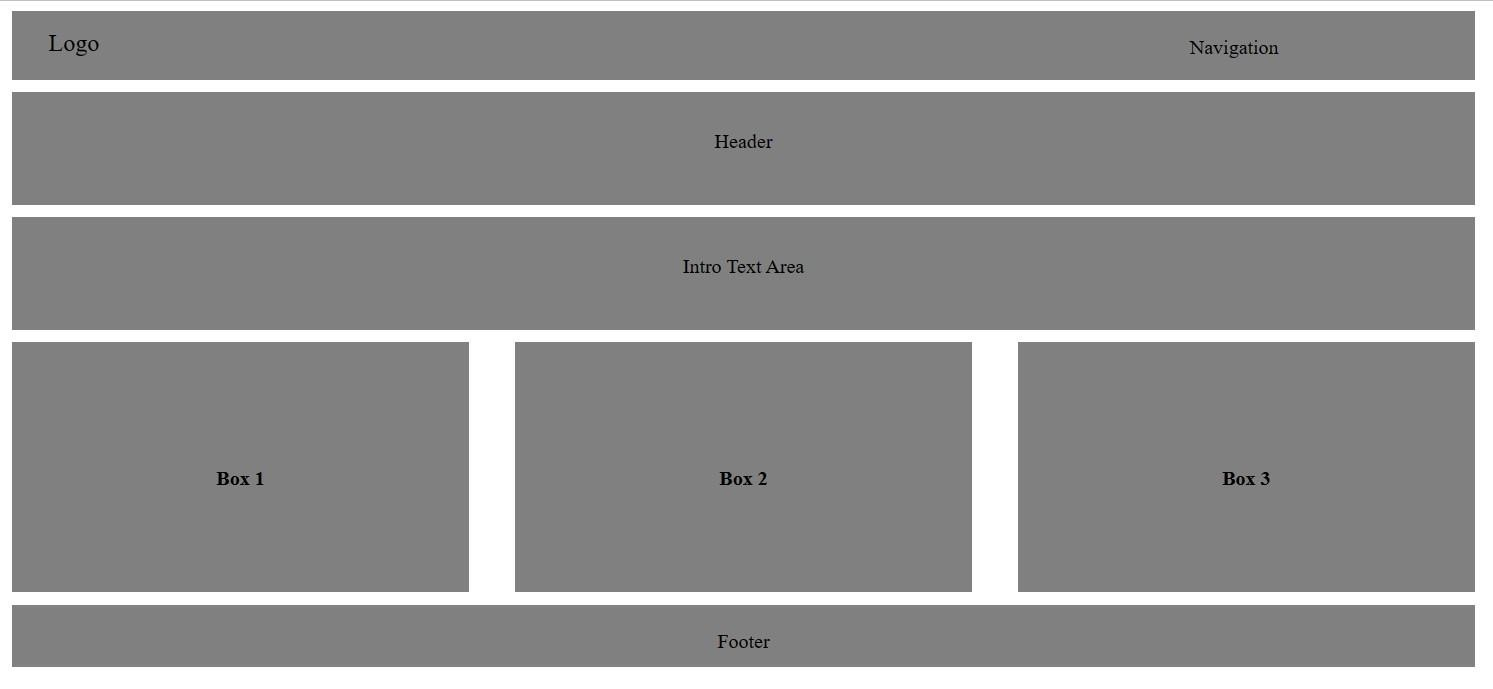 Logo
Navigation
Header
Intro Text Area
Box 1
Box 2
Box 3
Footer